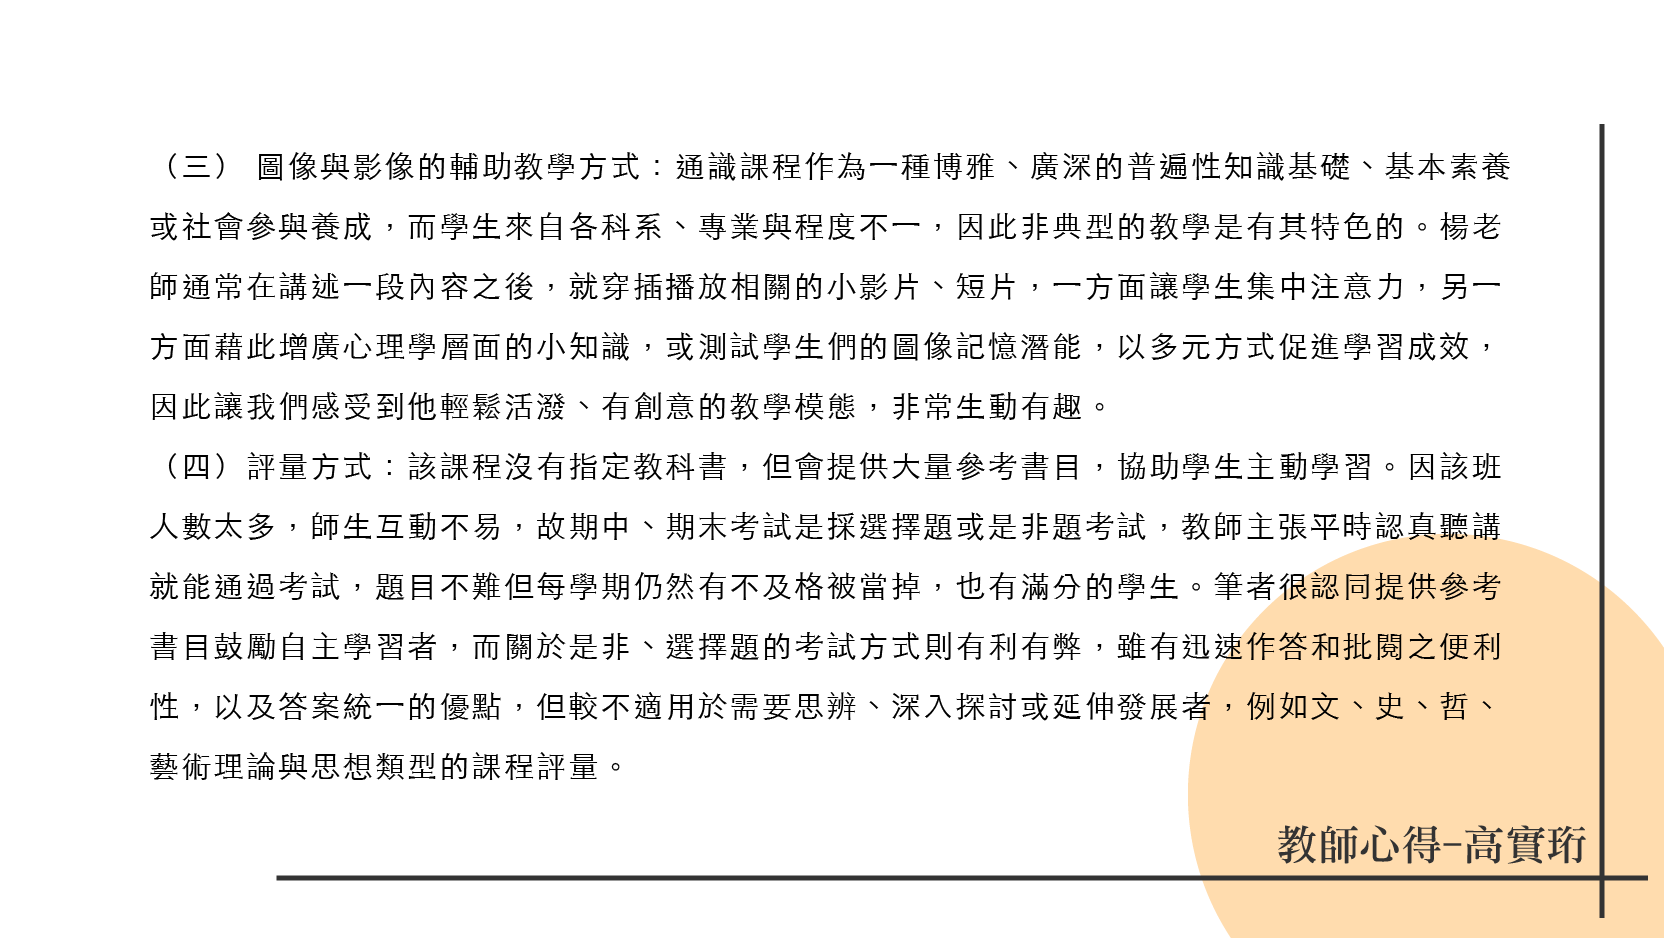 （三） 圖像與影像的輔助教學方式：通識課程作為一種博雅、廣深的普遍性知識基礎、基本素養
或社會參與養成，而學生來自各科系、專業與程度不一，因此非典型的教學是有其特色的。楊老
師通常在講述一段內容之後，就穿插播放相關的小影片、短片，一方面讓學生集中注意力，另一
方面藉此增廣心理學層面的小知識，或測試學生們的圖像記憶潛能，以多元方式促進學習成效，
因此讓我們感受到他輕鬆活潑、有創意的教學模態，非常生動有趣。
（四）評量方式：該課程沒有指定教科書，但會提供大量參考書目，協助學生主動學習。因該班
人數太多，師生互動不易，故期中、期末考試是採選擇題或是非題考試，教師主張平時認真聽講
就能通過考試，題目不難但每學期仍然有不及格被當掉，也有滿分的學生。筆者很認同提供參考
書目鼓勵自主學習者，而關於是非、選擇題的考試方式則有利有弊，雖有迅速作答和批閱之便利
性，以及答案統一的優點，但較不適用於需要思辨、深入探討或延伸發展者，例如文、史、哲、
藝術理論與思想類型的課程評量。
教師心得-高實珩